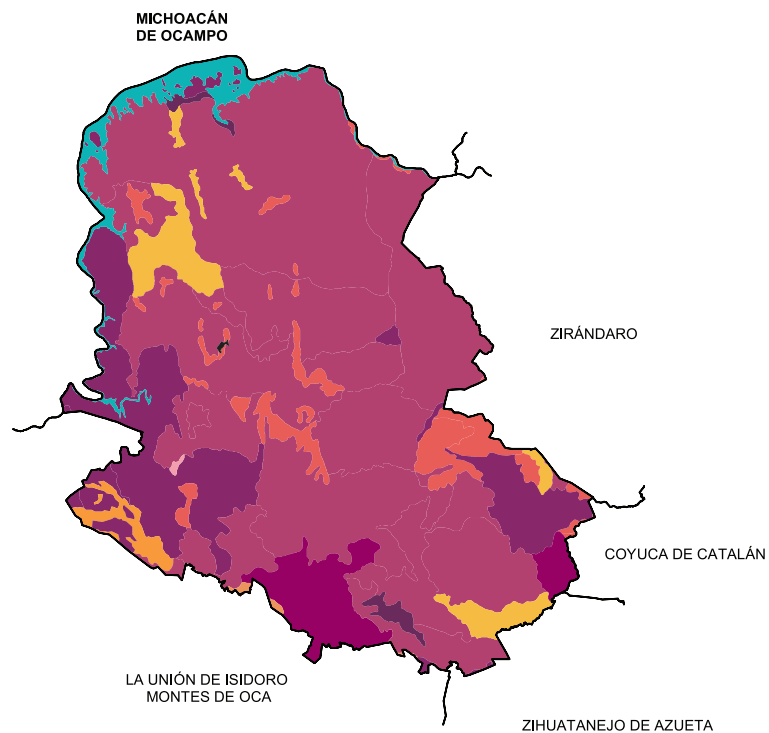 MICHOACÁN
DE OCAMPO
ZIRÁNDARO
COYUCA DE CATALÁN
LA UNIÓN DE ISIDORO
MONTES DE OCA
ZIHUATANEJO DE AZUETA